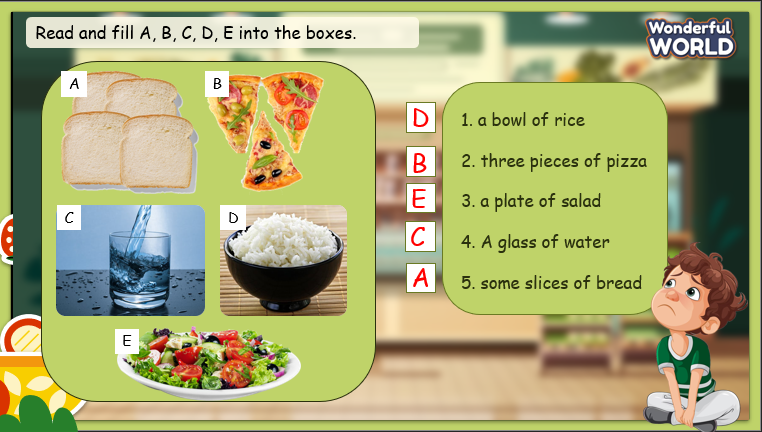 Read and fill A, B, C, D, E into the boxes.
Wonderful
WORLD
A
B
C
D
E
D 1. a bowl of rice
B 2. three pieces of pizza
E 3. a plate of salad
C 4. A glass of water
A 5. some slices of bread